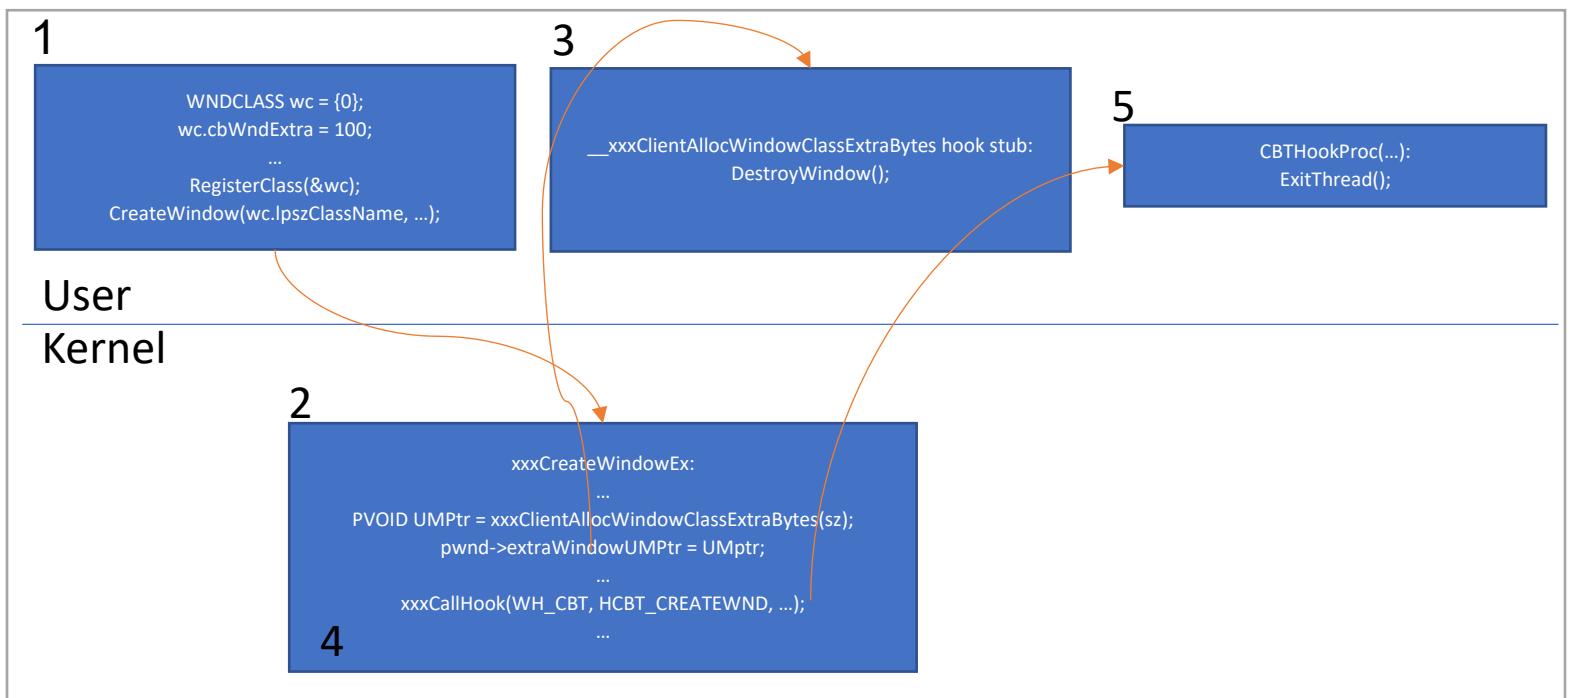 1
WNDCLASS wc = {0};
wc.cbWndExtra = 100;
...
RegisterClass(&wc);
CreateWindow(wc.lpszClassName, ...);
3
__xxxClientAllocWindowClassExtraBytes hook stub:
DestroyWindow();
5
CBTHookProc(...):
ExitThread();
User
Kernel
2
xxxCreateWindowEx:
...
PVOID UMPtr = xxxClientAllocWindowClassExtraBytes(sz);
pwnd->extraWindowUMPtr = UMptr;
...
xxxCallHook(WH_CBT, HCBT_CREATEWND, ...);
...
4